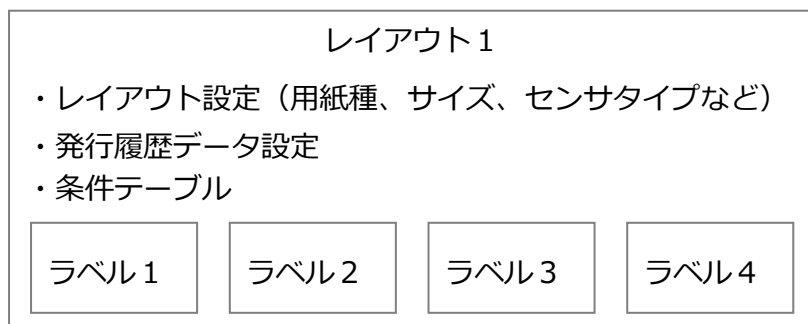 レイアウト１
・レイアウト設定（用紙種、サイズ、センサタイプなど）
・発行履歴データ設定
・条件テーブル
ラベル１ ラベル２ ラベル３ ラベル４